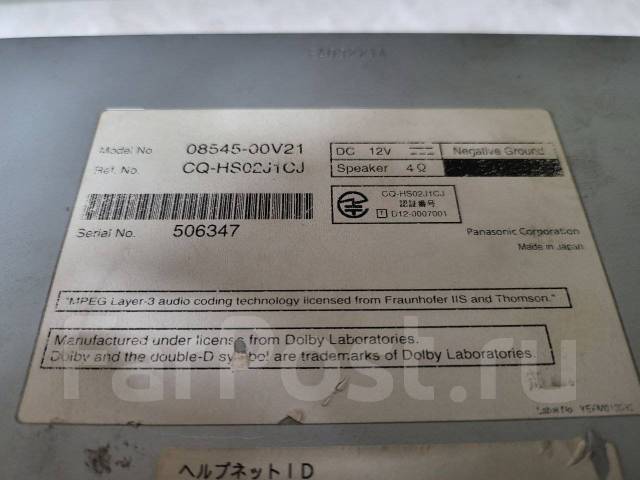 Model No 08545-00V21
Ref. No. CQ-HS02J1CJ
DC 12V Negative Ground
Speaker 4Ω
CQ-HS02J1CJ
認証番号
T D12-0007001
Serial No. 506347
Panasonic Corporation
Made in Japan
"MPEG Layer-3 audio coding technology licensed from Fraunhofer IIS and Thomson."
Manufactured under license from Dolby Laboratories.
Dolby and the double-D symbol are trademarks of Dolby Laboratories.
FarPost.ru
ヘルプネットID